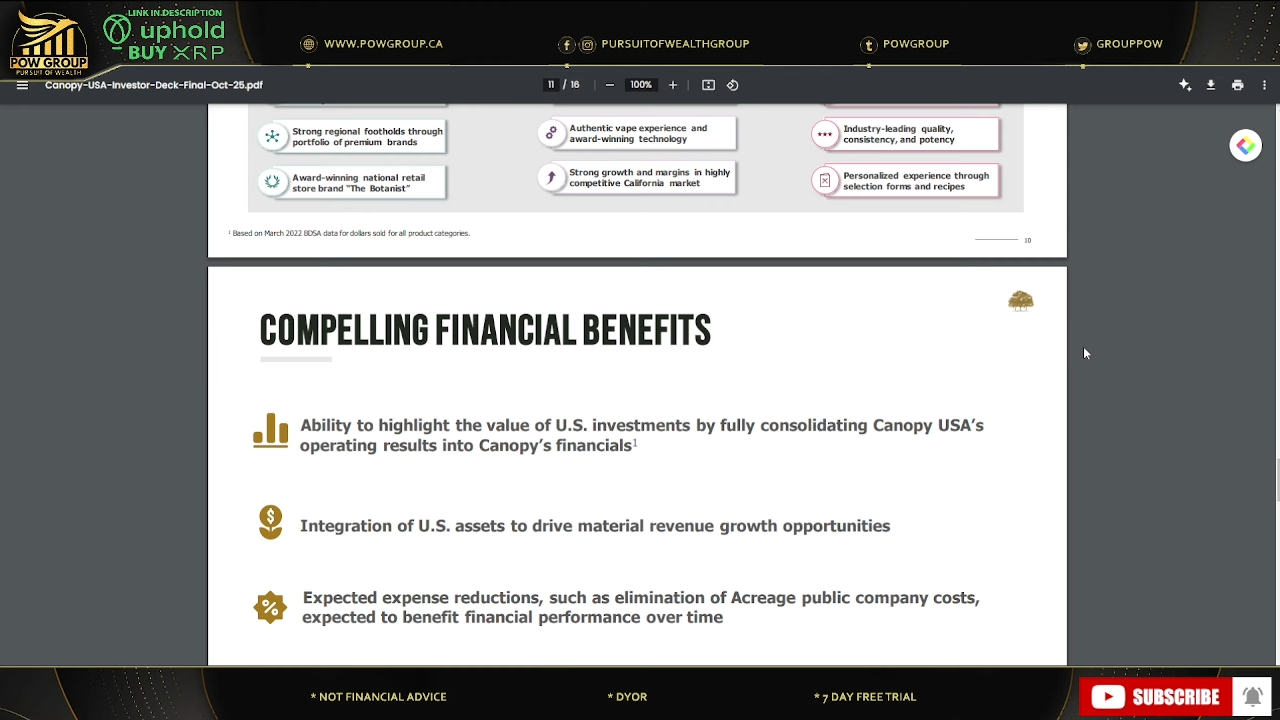 LINK IN DESCRIPTION
uphold
BUY XRP
POW GROUP
PURSUIT OF WEALTH
WWW.POWGROUP.CA
PURSUITOFWEALTHGROUP
POWGROUP
GROUPPOW
Canopy-USA-Investor-Deck-Final-Oct-25.pdf
11 / 16
100%
Strong regional footholds through
portfolio of premium brands
Authentic vape experience and
award-winning technology
Industry-leading quality,
consistency, and potency
Award-winning national retail
store brand "The Botanist"
Strong growth and margins in highly
competitive California market
Personalized experience through
selection forms and recipes
¹ Based on March 2022 BDSA data for dollars sold for all product categories.
10
COMPELLING FINANCIAL BENEFITS
Ability to highlight the value of U.S. investments by fully consolidating Canopy USA's
operating results into Canopy's financials¹
Integration of U.S. assets to drive material revenue growth opportunities
Expected expense reductions, such as elimination of Acreage public company costs,
expected to benefit financial performance over time
* NOT FINANCIAL ADVICE
* DYOR
* 7 DAY FREE TRIAL
SUBSCRIBE